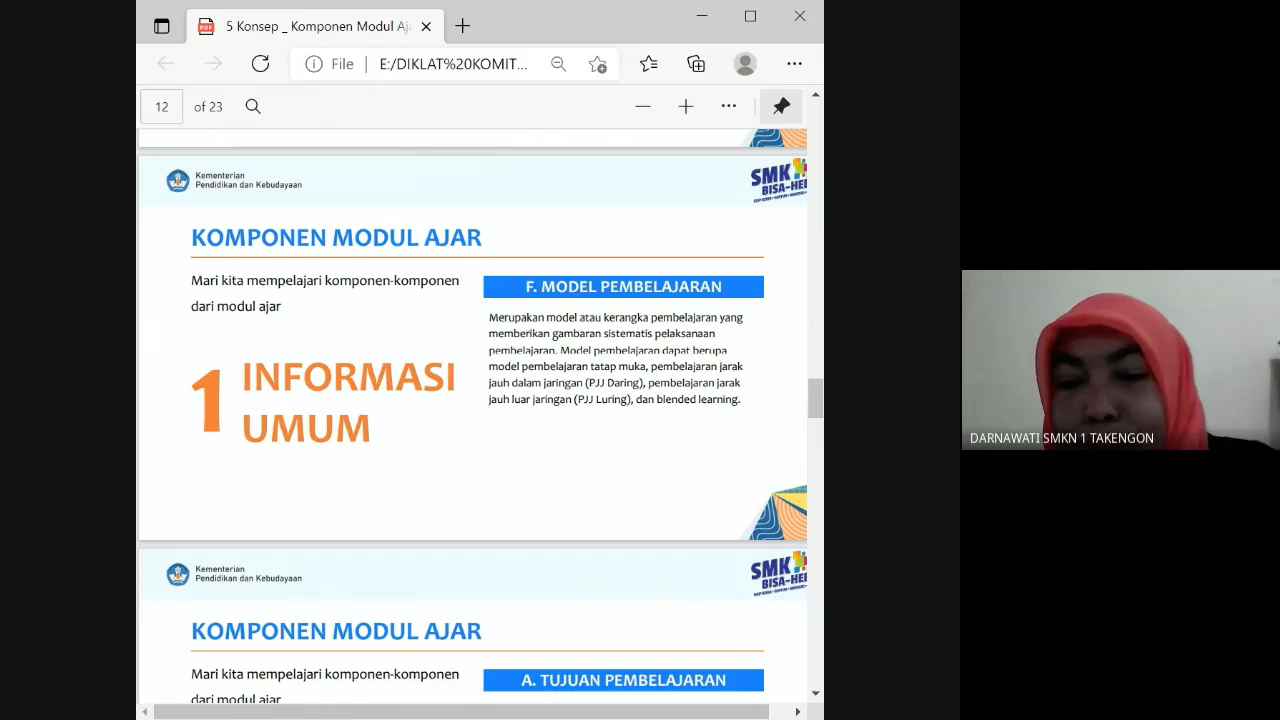 5 Konsep _ Komponen Modul Aj
File
E:/DIKLAT%20KOMIT...
12 of 23
Kementerian
Pendidikan dan Kebudayaan
SMK
BISA-HE
KOMPONEN MODUL AJAR
Mari kita mempelajari komponen-komponen
dari modul ajar
1 INFORMASI
UMUM
F. MODEL PEMBELAJARAN
Merupakan model atau kerangka pembelajaran yang
memberikan gambaran sistematis pelaksanaan
pembelajaran. Model pembelajaran dapat berupa
model pembelajaran tatap muka, pembelajaran jarak
jauh dalam jaringan (PJJ Daring), pembelajaran jarak
jauh luar jaringan (PJJ Luring), dan blended learning.
Kementerian
Pendidikan dan Kebudayaan
SMK
BISA-HE
KOMPONEN MODUL AJAR
Mari kita mempelajari komponen-komponen
dari modul ajar
A. TUJUAN PEMBELAJARAN
DARNAWATI SMKN 1 TAKENGON